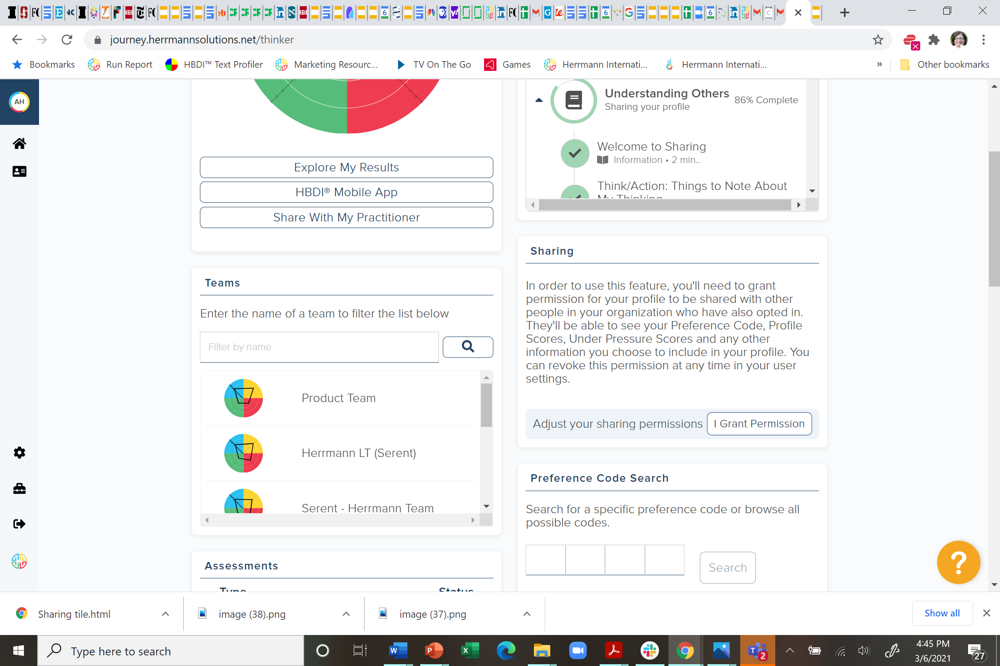 journey.herrmannsolutions.net/thinker
Bookmarks
Run Report
HBDI™ Text Profiler
Marketing Resourc...
TV On The Go
Games
Herrmann Internati...
Herrmann Internati...
»
Other bookmarks
AH
Explore My Results
HBDI® Mobile App
Share With My Practitioner
Understanding Others
Sharing your profile
86% Complete
Welcome to Sharing
Information • 2 min..
Think/Action: Things to Note About
My Thinking
Teams
Enter the name of a team to filter the list below
Filter by name
Product Team
Herrmann LT (Serent)
Serent - Herrmann Team
Assessments
Type
Status
Sharing
In order to use this feature, you'll need to grant
permission for your profile to be shared with other
people in your organization who have also opted in.
They'll be able to see your Preference Code, Profile
Scores, Under Pressure Scores and any other
information you choose to include in your profile. You
can revoke this permission at any time in your user
settings.
Adjust your sharing permissions
I Grant Permission
Preference Code Search
Search for a specific preference code or browse all
possible codes.
Search
?
Sharing tile.html
image (38).png
image (37).png
Show all
Type here to search
2
4:45 PM
3/6/2021
27